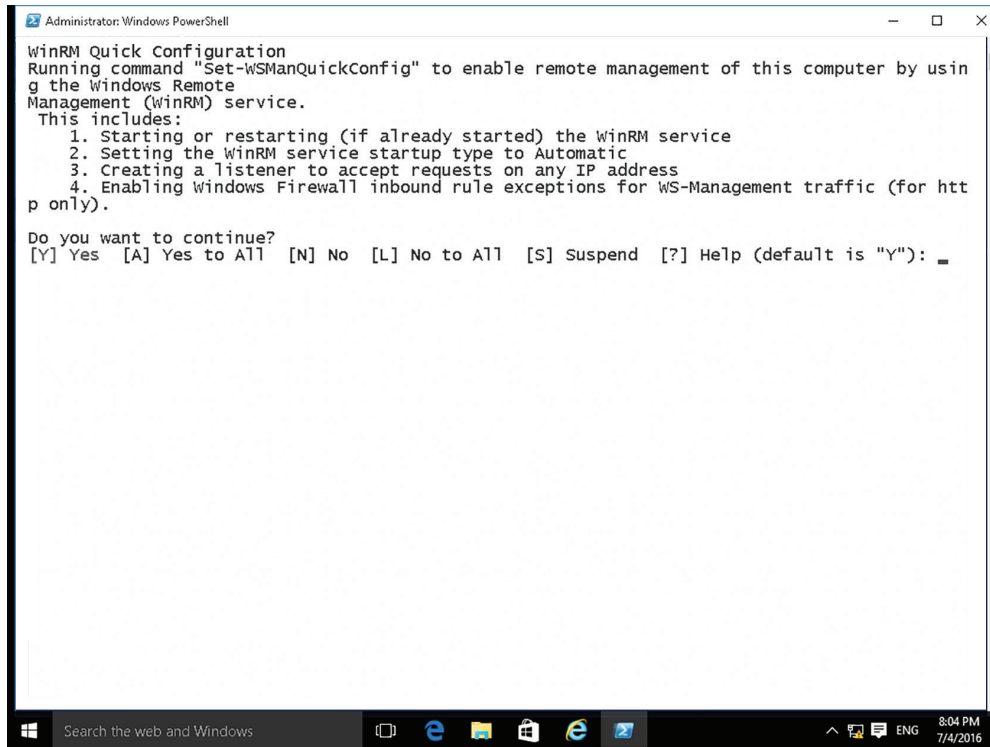 Administrator: Windows PowerShell
WinRM Quick Configuration
Running command "Set-WSManQuickConfig" to enable remote management of this computer by usin
g the Windows Remote
Management (WinRM) service.
 This includes:
    1. Starting or restarting (if already started) the WinRM service
    2. Setting the WinRM service startup type to Automatic
    3. Creating a listener to accept requests on any IP address
    4. Enabling Windows Firewall inbound rule exceptions for WS-Management traffic (for htt
p only).
Do you want to continue?
[Y] Yes  [A] Yes to All  [N] No  [L] No to All  [S] Suspend  [?] Help (default is "Y"): _
Search the web and Windows
ENG
8:04 PM
7/4/2016